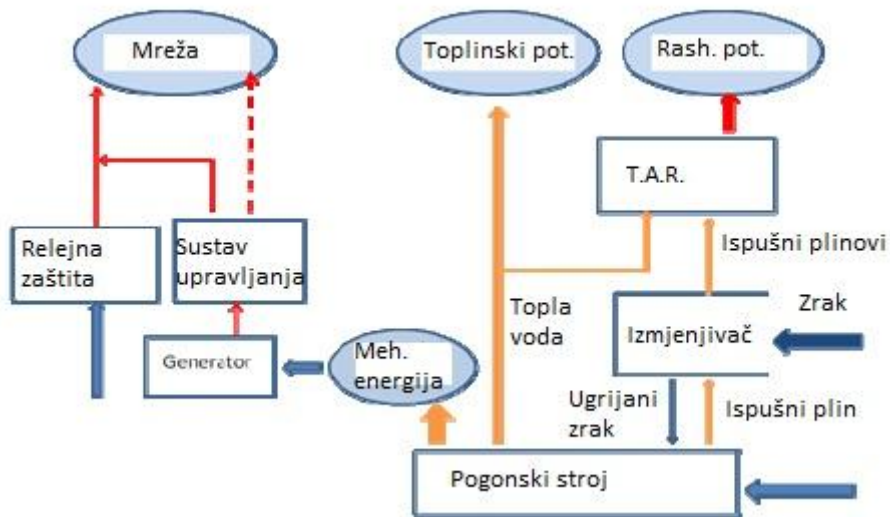 Mreža
Toplinski pot.
Rash. pot.
T.A.R.
Relejna
zaštita
Sustav
upravljanja
Ispušni plinovi
Topla
voda
Izmjenjivač
Zrak
Generator
Meh.
energija
Ugrijani
zrak
Ispušni plin
Pogonski stroj